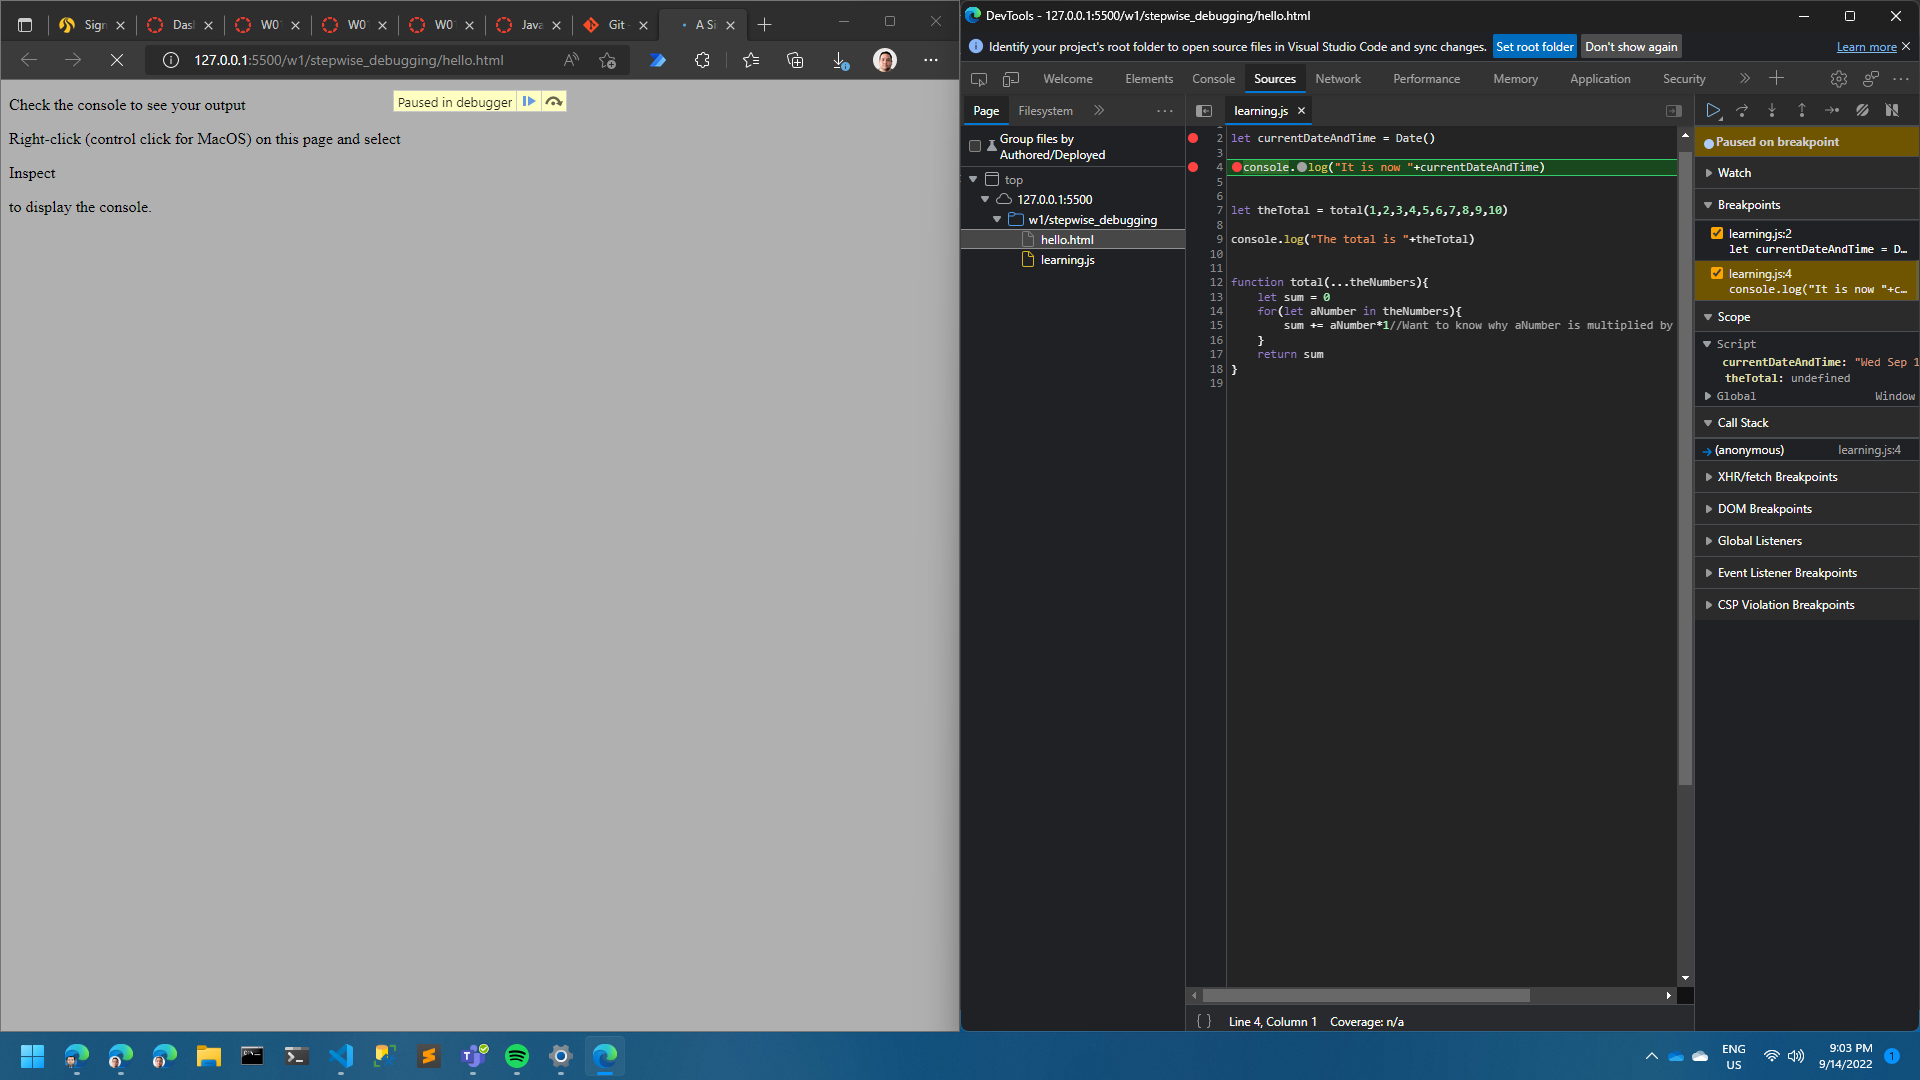 Sign
Das
W0
W0
W0
Java
Git -
A Si
127.0.0.1:5500/w1/stepwise_debugging/hello.html
Paused in debugger
Check the console to see your output
Right-click (control click for MacOS) on this page and select
Inspect
to display the console.
DevTools - 127.0.0.1:5500/w1/stepwise_debugging/hello.html
Identify your project's root folder to open source files in Visual Studio Code and sync changes. Set root folder Don't show again Learn more
Welcome Elements Console Sources Network Performance Memory Application Security
Page Filesystem
Group files by
Authored/Deployed
top
127.0.0.1:5500
w1/stepwise_debugging
hello.html
learning.js
learning.js
2 let currentDateAndTime = Date()
3
4 console.log("It is now "+currentDateAndTime)
5
6
7 let theTotal = total(1,2,3,4,5,6,7,8,9,10)
8
9 console.log("The total is "+theTotal)
10
11
12 function total(...theNumbers){
13 let sum = 0
14 for(let aNumber in theNumbers){
15 sum += aNumber*1//Want to know why aNumber is multiplied by
16 }
17 return sum
18 }
19
{ } Line 4, Column 1 Coverage: n/a
Paused on breakpoint
Watch
Breakpoints
learning.js:2
let currentDateAndTime = D…
learning.js:4
console.log("It is now "+c…
Scope
Script
currentDateAndTime: "Wed Sep 1
theTotal: undefined
Global Window
Call Stack
(anonymous) learning.js:4
XHR/fetch Breakpoints
DOM Breakpoints
Global Listeners
Event Listener Breakpoints
CSP Violation Breakpoints
ENG
US
9:03 PM
9/14/2022
1